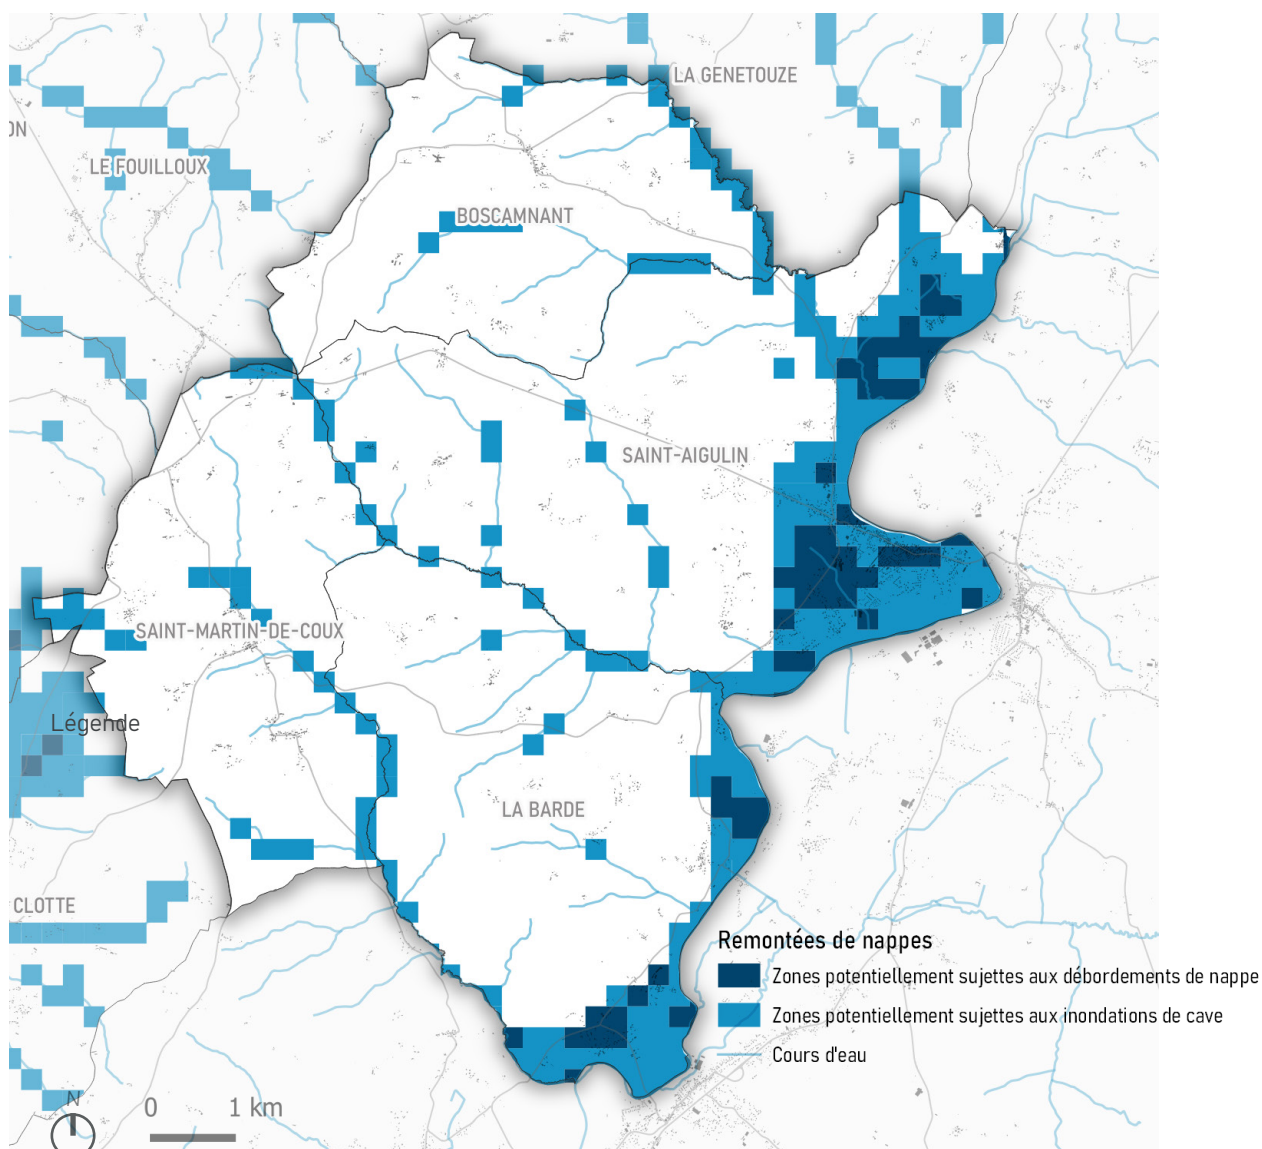 LA GENETOUZE
ON
LE FOUILLOUX
BOSCAMNANT
SAINT-AIGULIN
SAINT-MARTIN-DE-COUX
Légende
LA BARDE
CLOTTE
Remontées de nappes
Zones potentiellement sujettes aux débordements de nappe
Zones potentiellement sujettes aux inondations de cave
Cours d'eau
N
0 1 km